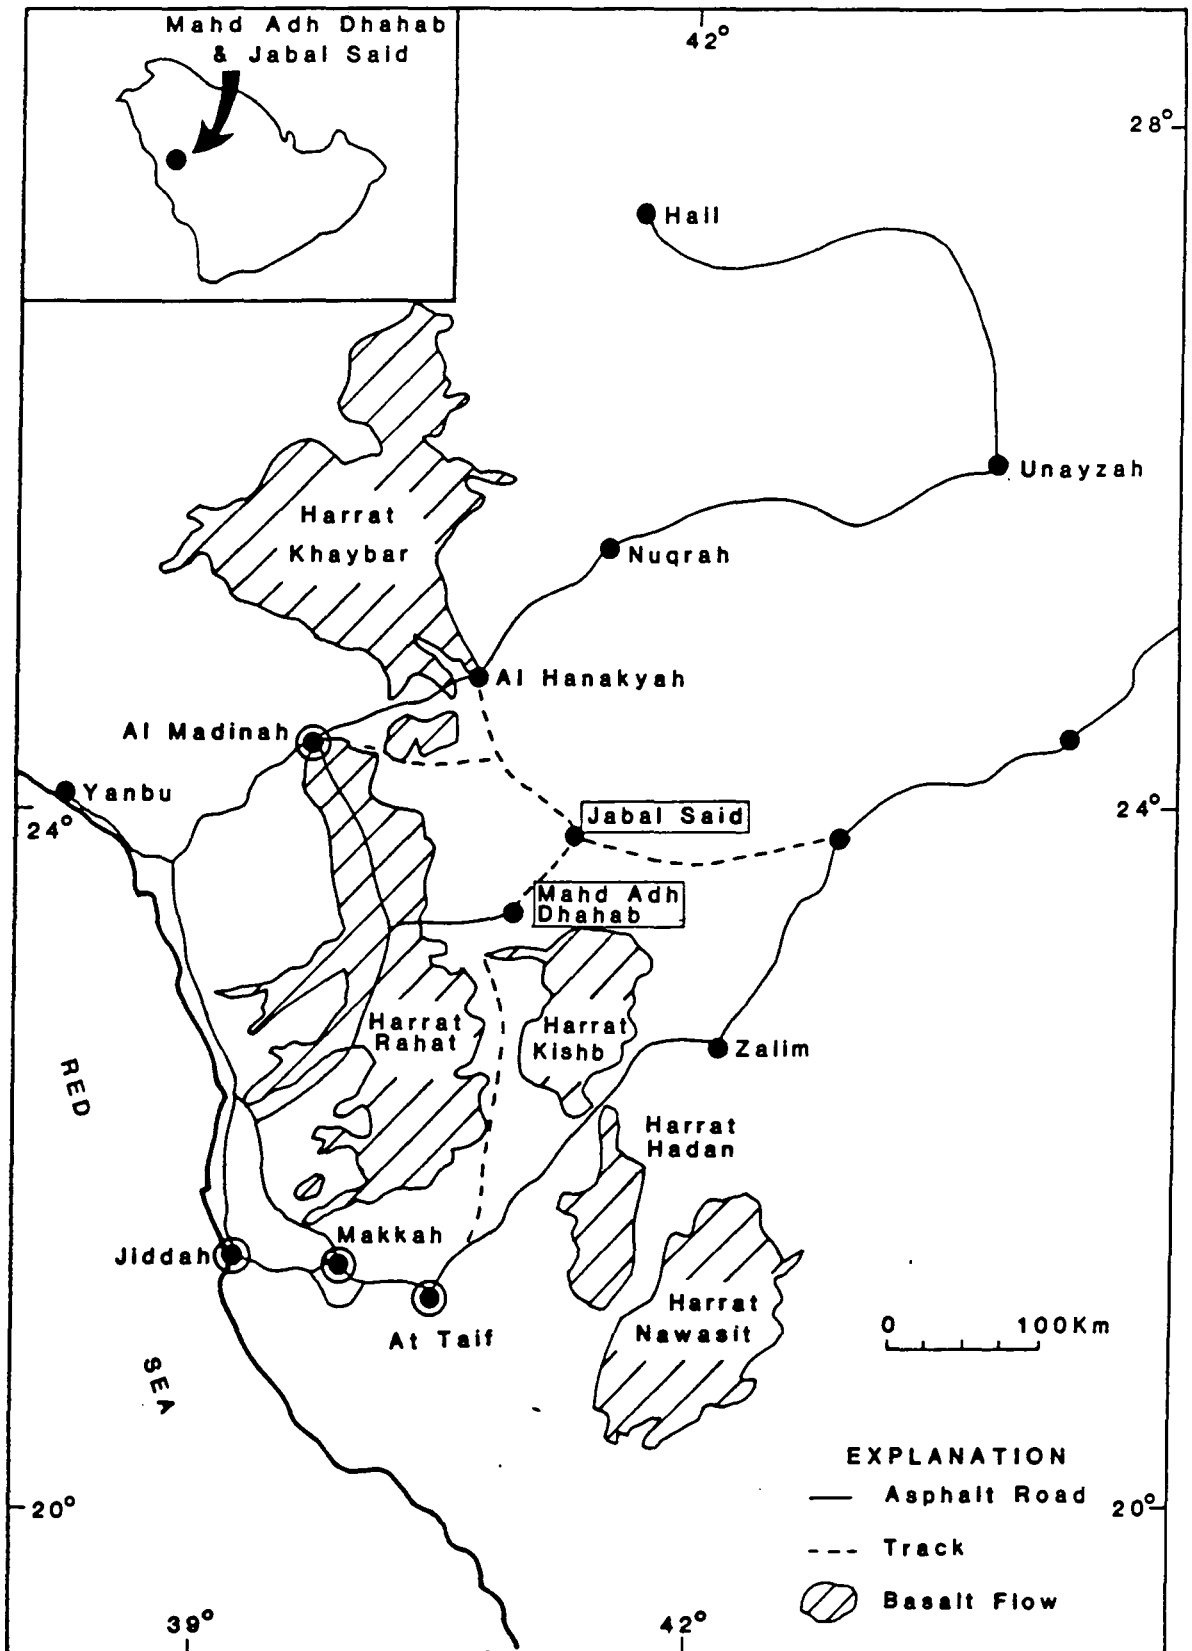 Mahd Adh Dhahab
& Jabal Said
42°
28°
Hail
Unayzah
Harrat
Khaybar
Nuqrah
Al Hanakyah
Al Madinah
Yanbu
24°
Jabal Said
24°
Mahd Adh
Dhahab
Harrat
Rahat
Harrat
Kishb
Zalim
RED
Harrat
Hadan
Makkah
Jiddah
At Taif
Harrat
Nawasit
0 100Km
SEA
EXPLANATION
Asphalt Road
20°
20°
Track
Basalt Flow
39°
42°